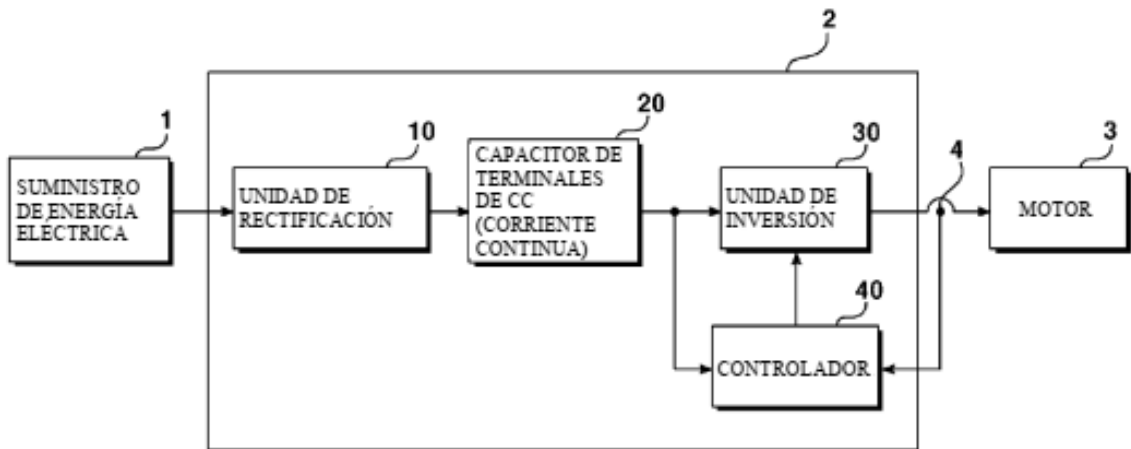 2
1
SUMINISTRO
DE ENERGÍA
ELÉCTRICA
10
UNIDAD DE
RECTIFICACIÓN
20
CAPACITOR DE
TERMINALES
DE CC
(CORRIENTE
CONTINUA)
30
UNIDAD DE
INVERSIÓN
4
3
MOTOR
40
CONTROLADOR